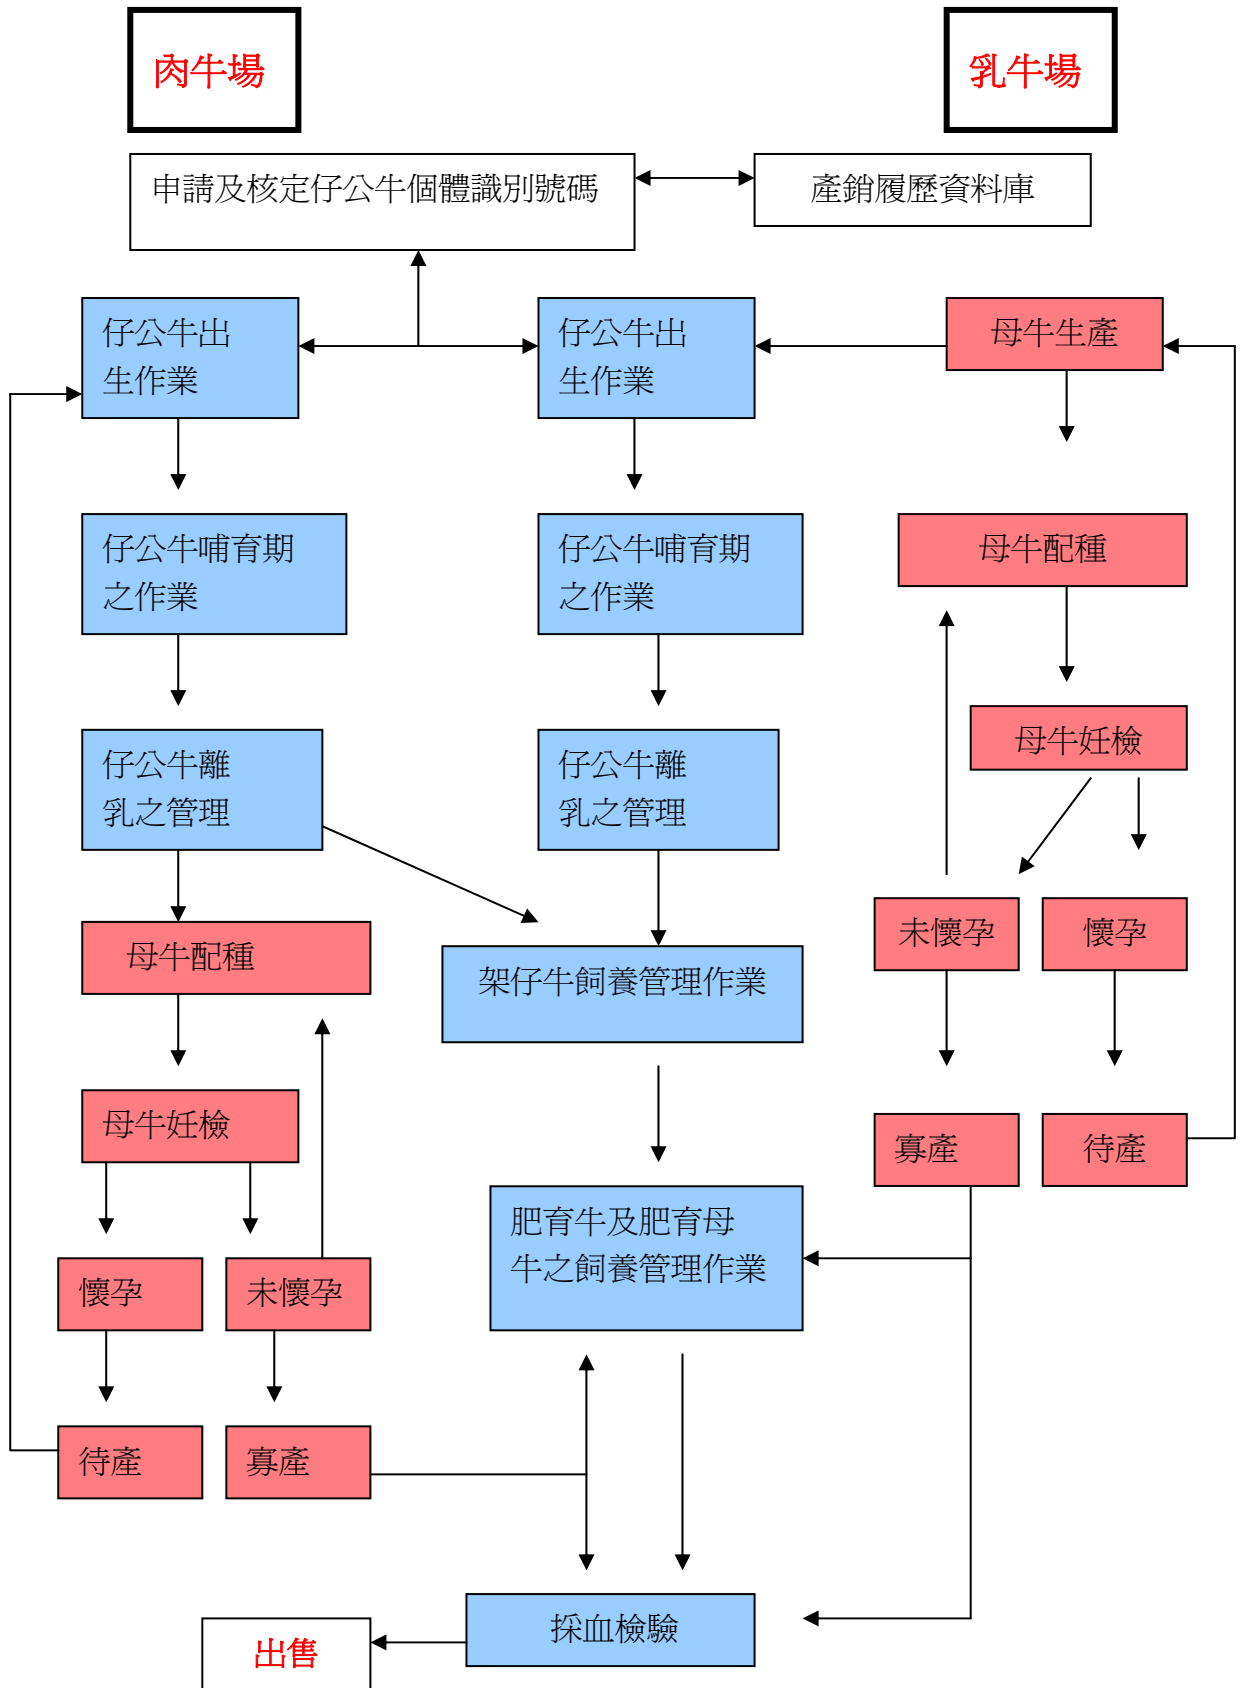 肉牛場
乳牛場
申請及核定仔公牛個體識別號碼
產銷履歷資料庫
仔公牛出
生作業
仔公牛出
生作業
母牛生產
仔公牛哺育期
之作業
仔公牛哺育期
之作業
母牛配種
仔公牛離
乳之管理
仔公牛離
乳之管理
母牛妊檢
母牛配種
架仔牛飼養管理作業
未懷孕
懷孕
母牛妊檢
寡產
待產
肥育牛及肥育母
牛之飼養管理作業
懷孕
未懷孕
待產
寡產
採血檢驗
出售